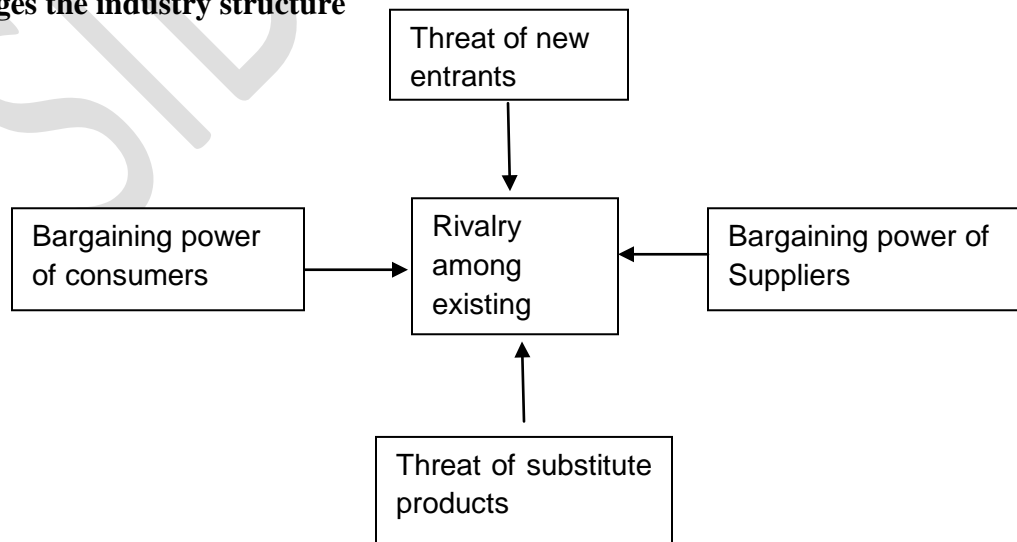 ges the industry structure
Threat of new
entrants
Bargaining power
of consumers
Rivalry
among
existing
Bargaining power of
Suppliers
Threat of substitute
products